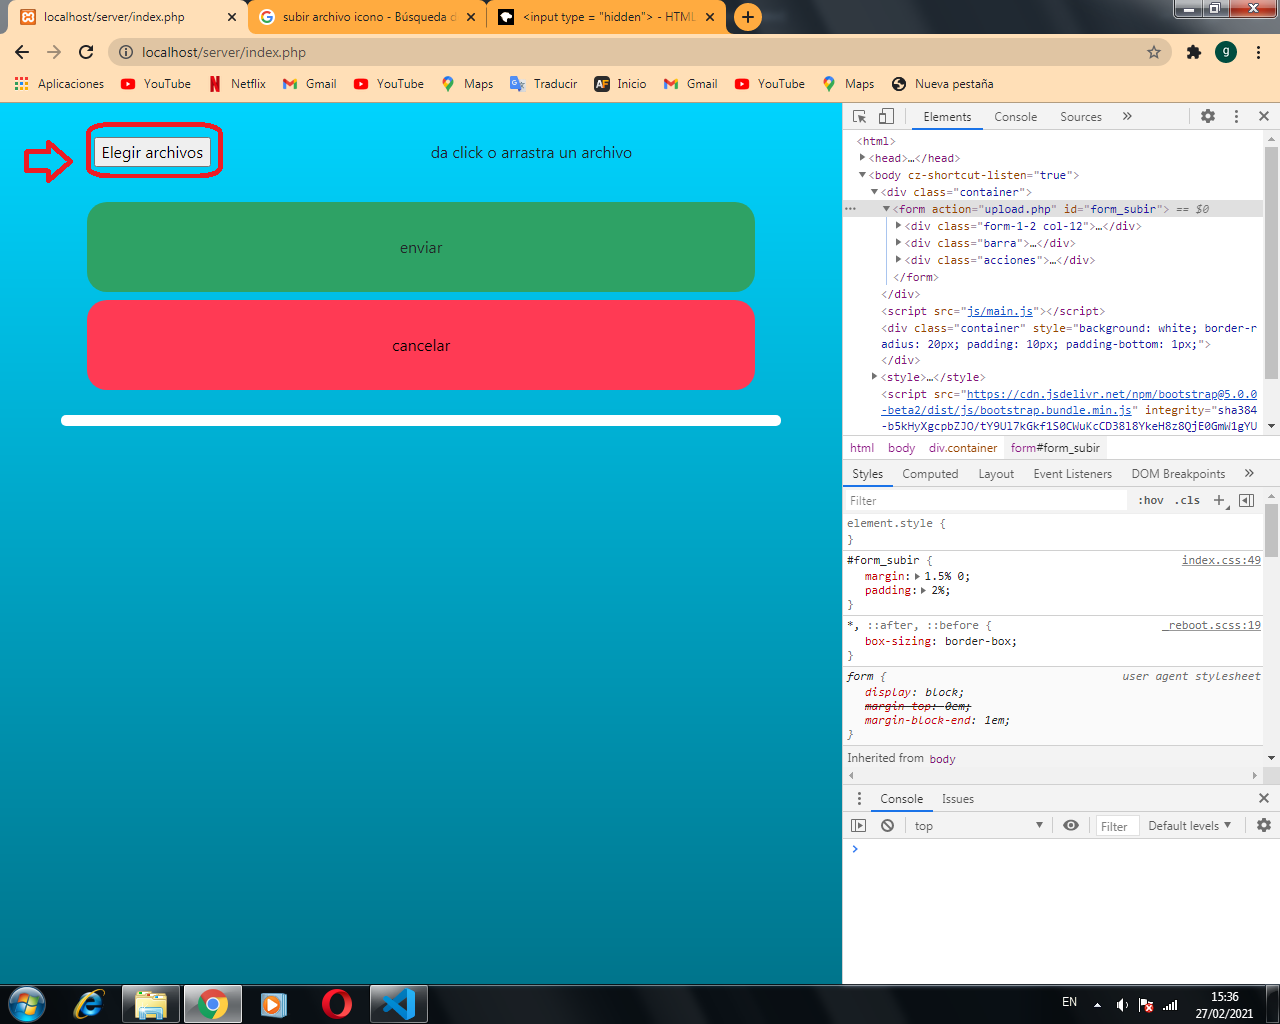 localhost/server/index.php
subir archivo icono - Búsqueda d
<input type = "hidden"> - HTML
localhost/server/index.php
g
Aplicaciones
YouTube
Netflix
Gmail
YouTube
Maps
Traducir
AF
Inicio
Gmail
YouTube
Maps
Nueva pestaña
Elegir archivos
da click o arrastra un archivo
enviar
cancelar
Elements
Console
Sources
<html>
<head>…</head>
<body cz-shortcut-listen="true">
<div class="container">
<form action="upload.php" id="form_subir"> == $0
<div class="form-1-2 col-12">…</div>
<div class="barra">…</div>
<div class="acciones">…</div>
</form>
</div>
<script src="js/main.js"></script>
<div class="container" style="background: white; border-r
adius: 20px; padding: 10px; padding-bottom: 1px;">
</div>
<style>…</style>
<script src="https://cdn.jsdelivr.net/npm/bootstrap@5.0.0
-beta2/dist/js/bootstrap.bundle.min.js" integrity="sha384
-b5kHyXgcpbZJO/tY9Ul7kGkf1S0CWuKcCD38l8YkeH8z8QjE0GmW1gYU
html
body
div.container
form#form_subir
Styles
Computed
Layout
Event Listeners
DOM Breakpoints
Filter
:hov
.cls
element.style {
}
#form_subir {
index.css:49
margin: 1.5% 0;
padding: 2%;
}
*, ::after, ::before {
_reboot.scss:19
box-sizing: border-box;
}
form {
user agent stylesheet
display: block;
margin-top: 0em;
margin-block-end: 1em;
}
Inherited from body
Console
Issues
top
Filter
Default levels
EN
15:36
27/02/2021